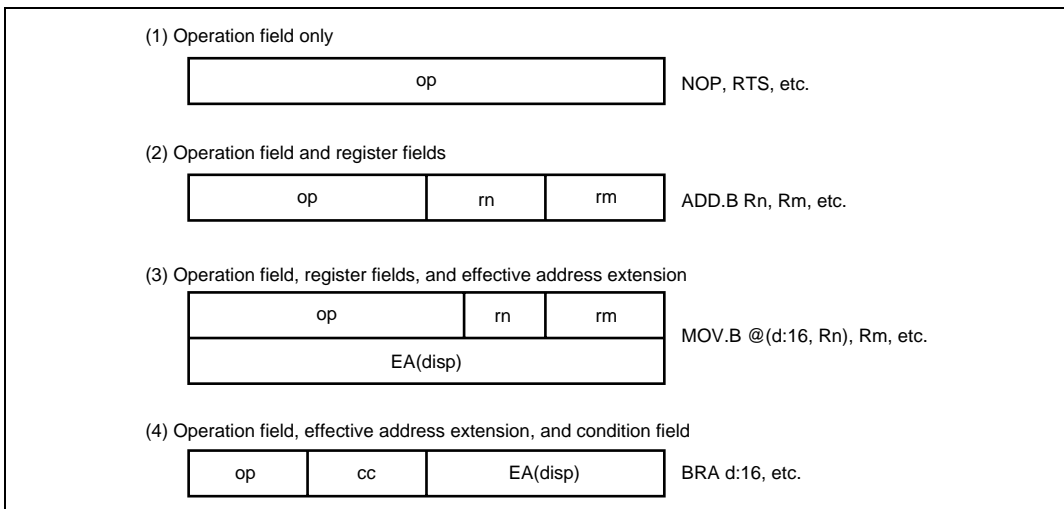 (1) Operation field only
op
NOP, RTS, etc.
(2) Operation field and register fields
op rn rm
ADD.B Rn, Rm, etc.
(3) Operation field, register fields, and effective address extension
op rn rm
EA(disp)
MOV.B @(d:16, Rn), Rm, etc.
(4) Operation field, effective address extension, and condition field
op cc EA(disp)
BRA d:16, etc.